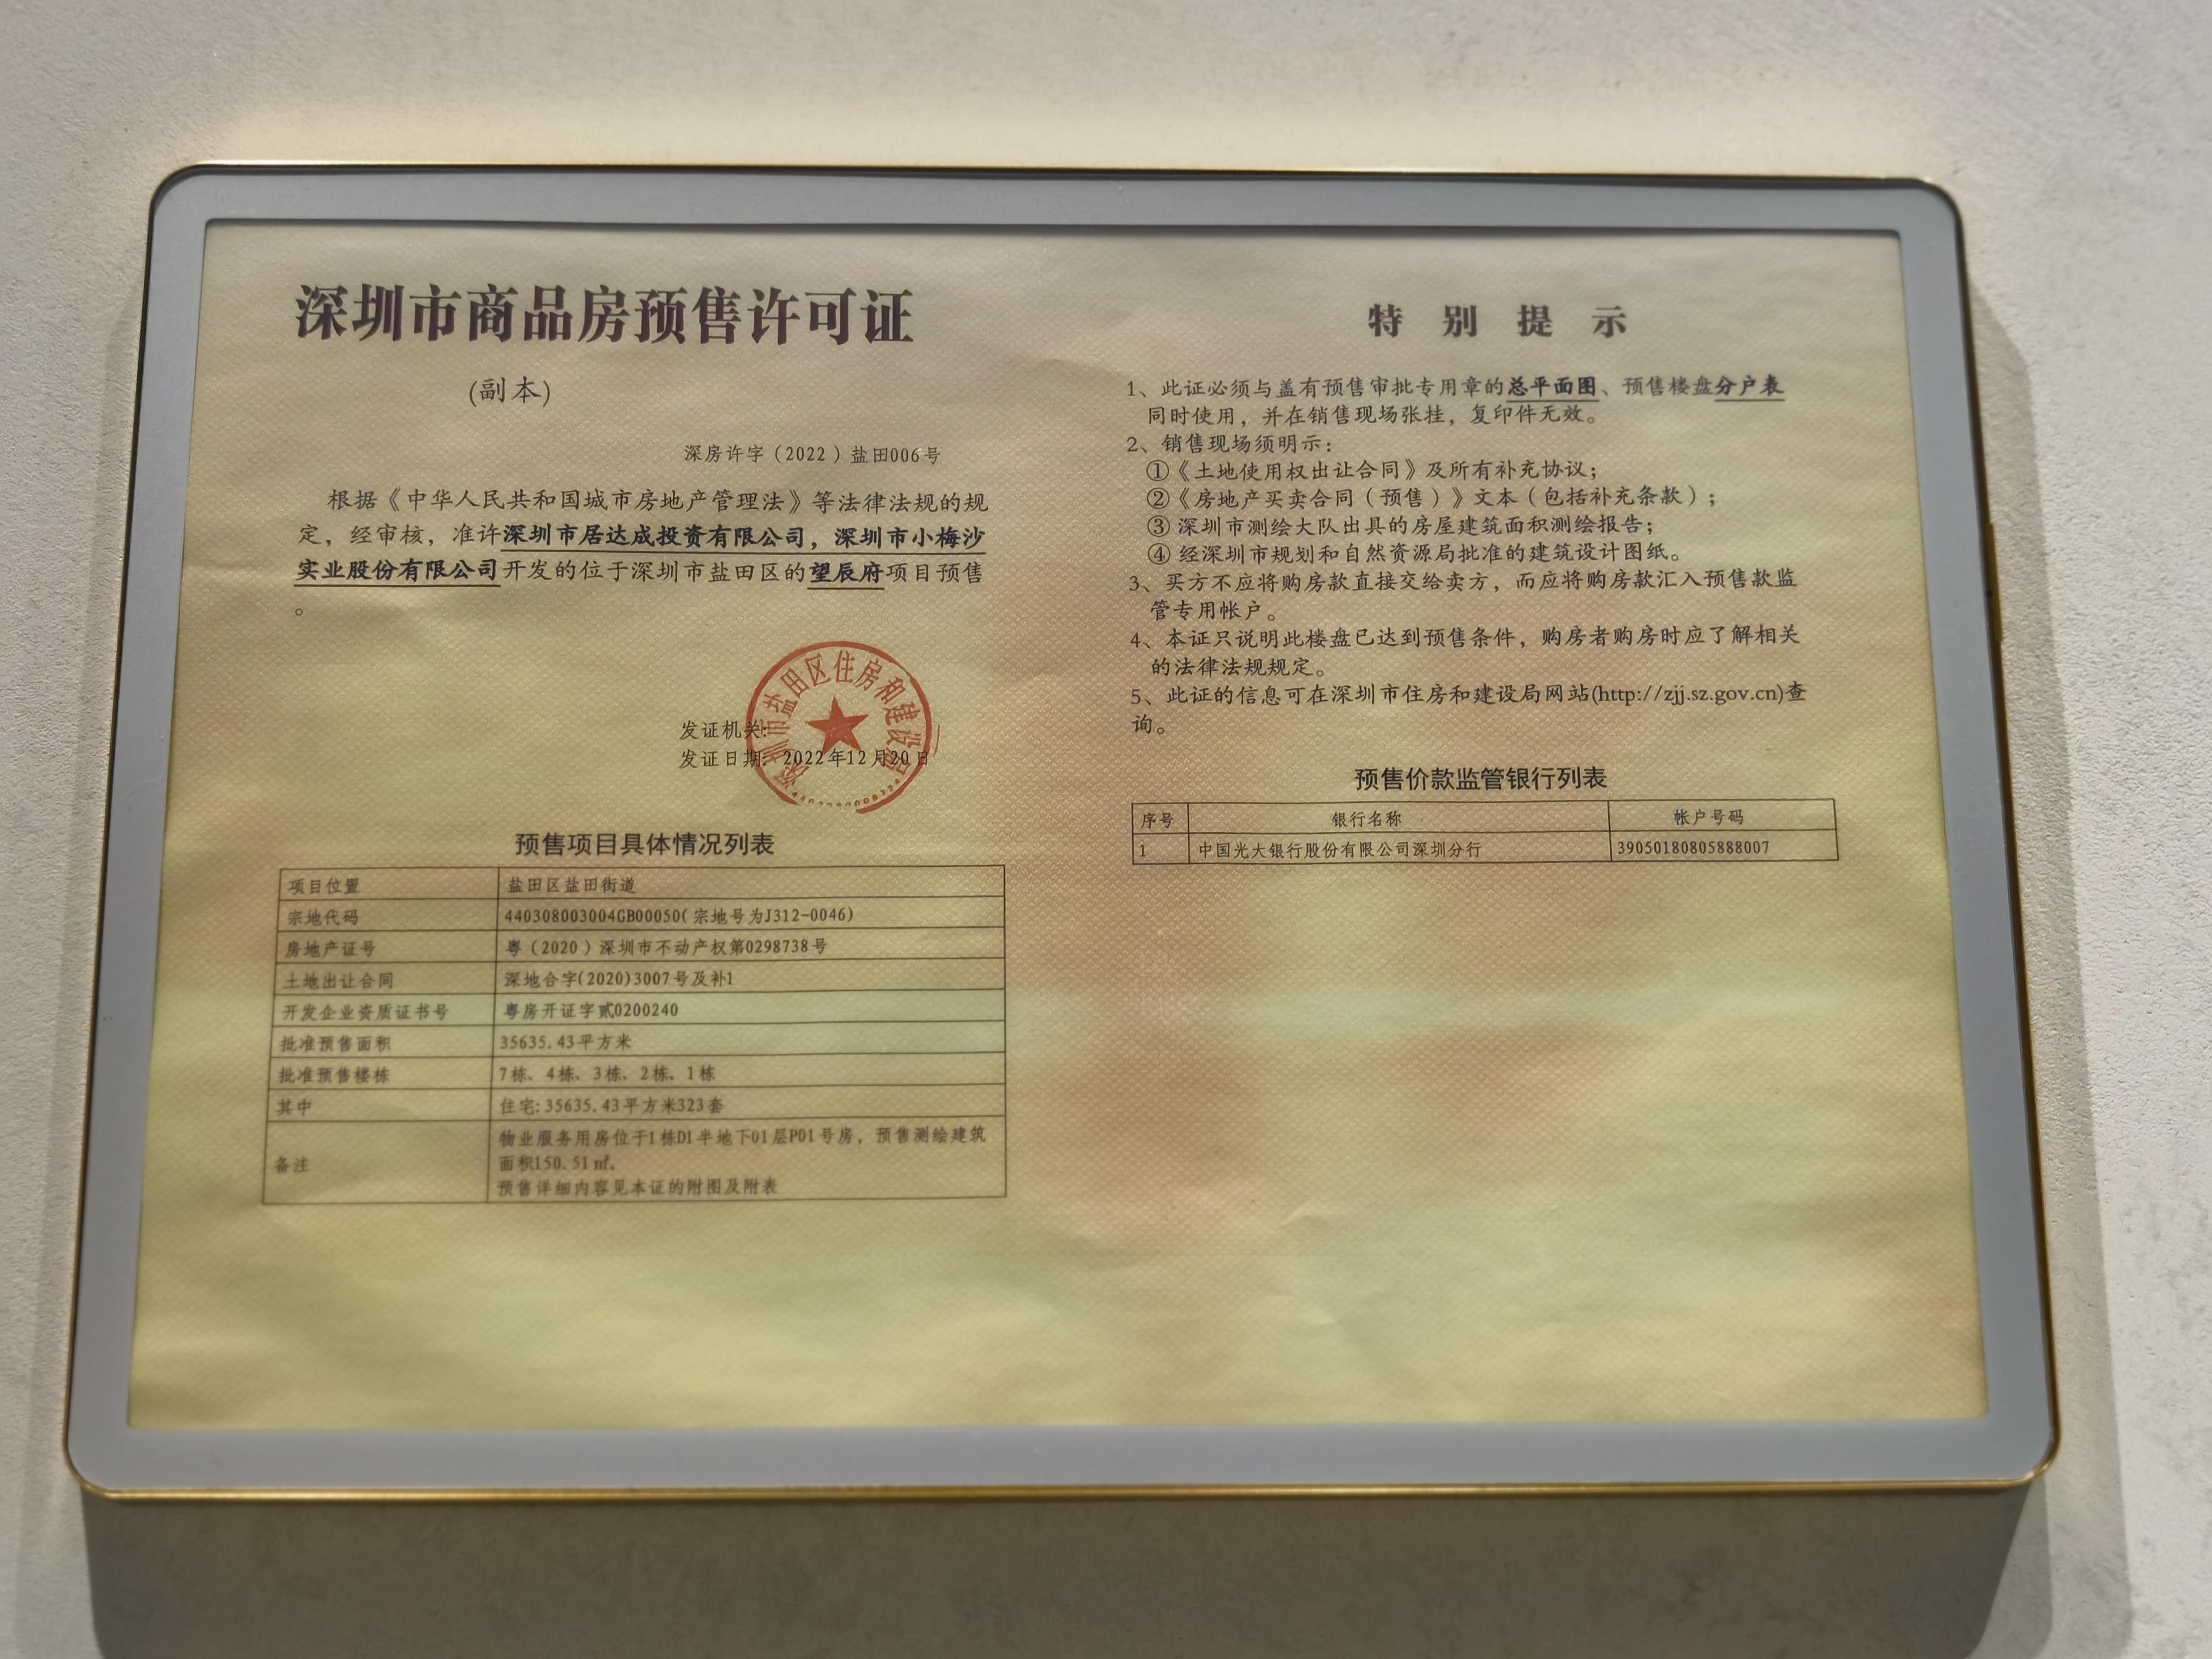 深圳市商品房预售许可证
(副本)
深房许字（2022）盐田006号
根据《中华人民共和国城市房地产管理法》等法律法规的规
定，经审核，准许深圳市居达成投资有限公司，深圳市小梅沙
实业股份有限公司开发的位于深圳市盐田区的望辰府项目预售
。
深圳市盐田区住房和建设局
发证机关:
发证日期: 2022年12月20日
预售项目具体情况列表
项目位置 盐田区盐田街道
宗地代码 440308003004GB00050(宗地号为J312-0046)
房地产证号 粤（2020）深圳市不动产权第0298738号
土地出让合同 深地合字(2020)3007号及补1
开发企业资质证书号 粤房开证字贰0200240
批准预售面积 35635.43平方米
批准预售楼栋 7栋、4栋、3栋、2栋、1栋
其中 住宅:35635.43平方米323套
备注 物业服务用房位于1栋D1半地下01层P01号房，预售测绘建筑
面积150.51㎡.
预售详细内容见本证的附图及附表
特别提示
1、此证必须与盖有预售审批专用章的总平面图、预售楼盘分户表
同时使用，并在销售现场张挂，复印件无效。
2、销售现场须明示：
①《土地使用权出让合同》及所有补充协议；
②《房地产买卖合同（预售）》文本（包括补充条款）；
③ 深圳市测绘大队出具的房屋建筑面积测绘报告；
④ 经深圳市规划和自然资源局批准的建筑设计图纸。
3、买方不应将购房款直接交给卖方，而应将购房款汇入预售款监
管专用帐户。
4、本证只说明此楼盘已达到预售条件，购房者购房时应了解相关
的法律法规规定。
5、此证的信息可在深圳市住房和建设局网站(http://zjj.sz.gov.cn)查
询。
预售价款监管银行列表
序号 银行名称 帐户号码
1 中国光大银行股份有限公司深圳分行 39050180805888007